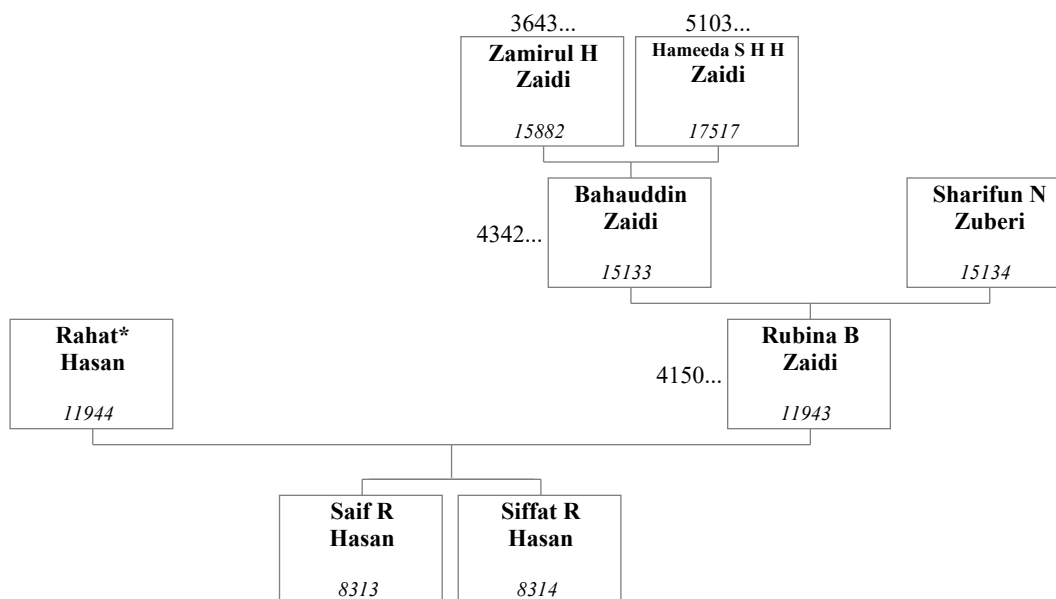 3643...
5103...
Zamirul H
Zaidi
15882
Hameeda S H H
Zaidi
17517
4342...
Bahauddin
Zaidi
15133
Sharifun N
Zuberi
15134
Rahat*
Hasan
11944
4150...
Rubina B
Zaidi
11943
Saif R
Hasan
8313
Siffat R
Hasan
8314